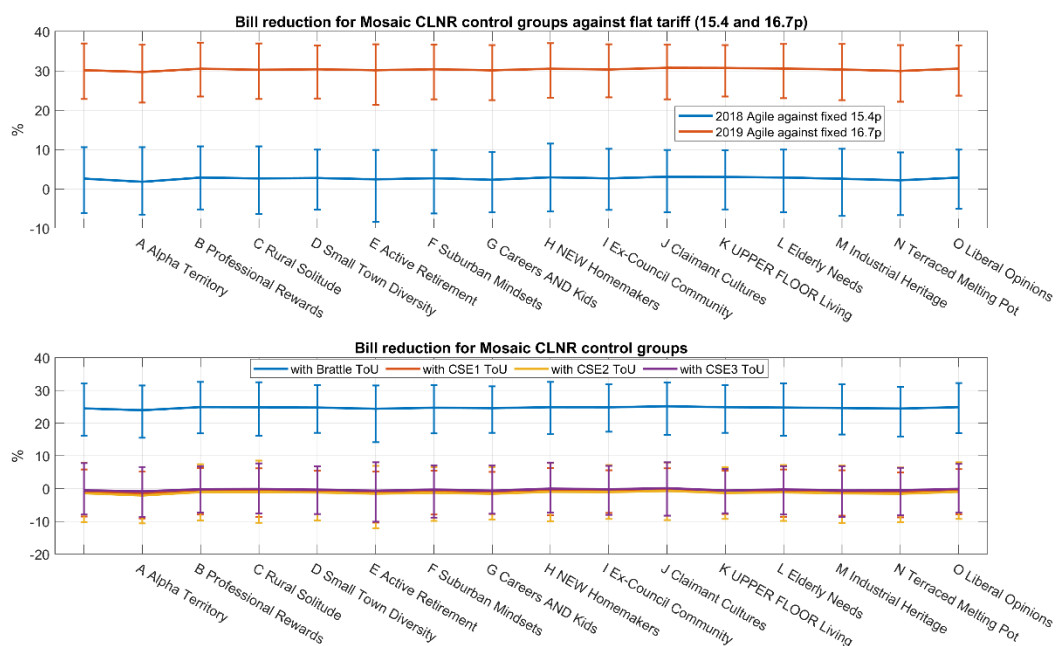 Bill reduction for Mosaic CLNR control groups against flat tariff (15.4 and 16.7p)
40
30
20
10
0
-10
%
2018 Agile against fixed 15.4p
2019 Agile against fixed 16.7p
A Alpha Territory
B Professional Rewards
C Rural Solitude
D Small Town Diversity
E Active Retirement
F Suburban Mindsets
G Careers AND Kids
H NEW Homemakers
I Ex-Council Community
J Claimant Cultures
K UPPER FLOOR Living
L Elderly Needs
M Industrial Heritage
N Terraced Melting Pot
O Liberal Opinions
Bill reduction for Mosaic CLNR control groups
40
30
20
10
0
-10
-20
%
with Brattle ToU
with CSE1 ToU
with CSE2 ToU
with CSE3 ToU
A Alpha Territory
B Professional Rewards
C Rural Solitude
D Small Town Diversity
E Active Retirement
F Suburban Mindsets
G Careers AND Kids
H NEW Homemakers
I Ex-Council Community
J Claimant Cultures
K UPPER FLOOR Living
L Elderly Needs
M Industrial Heritage
N Terraced Melting Pot
O Liberal Opinions